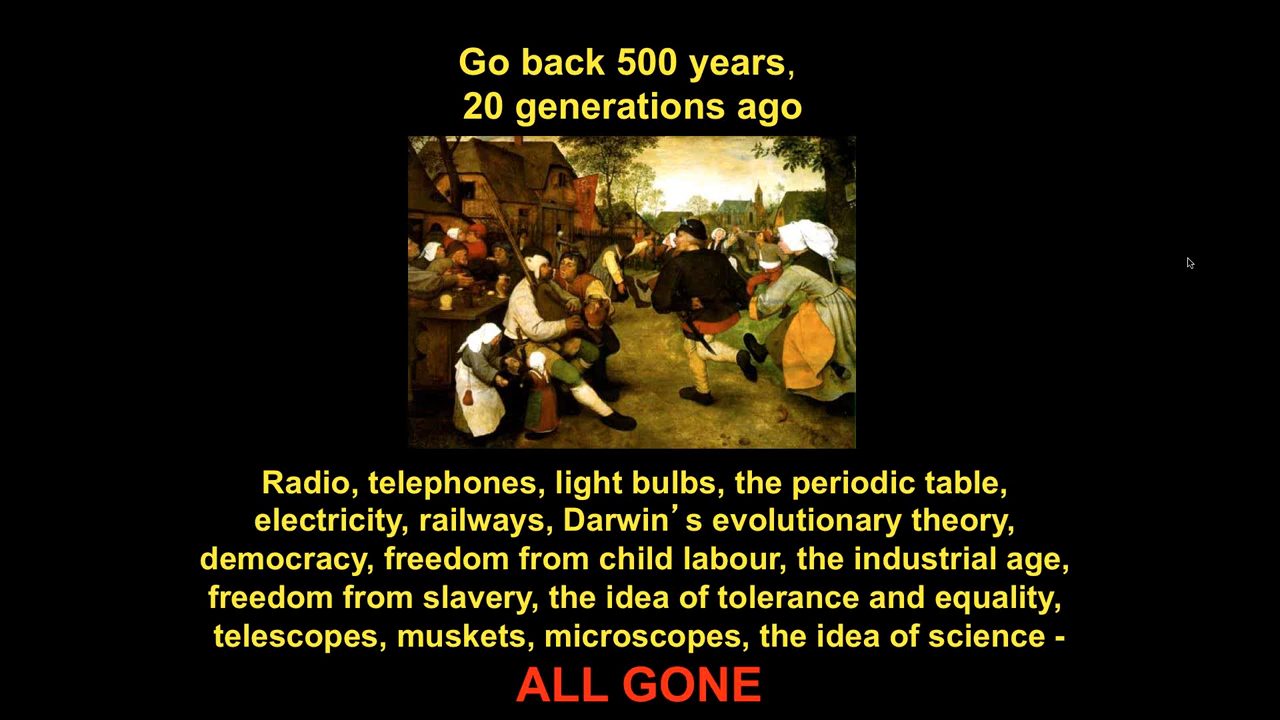 Go back 500 years,
20 generations ago
Radio, telephones, light bulbs, the periodic table,
electricity, railways, Darwin’s evolutionary theory,
democracy, freedom from child labour, the industrial age,
freedom from slavery, the idea of tolerance and equality,
telescopes, muskets, microscopes, the idea of science -
ALL GONE